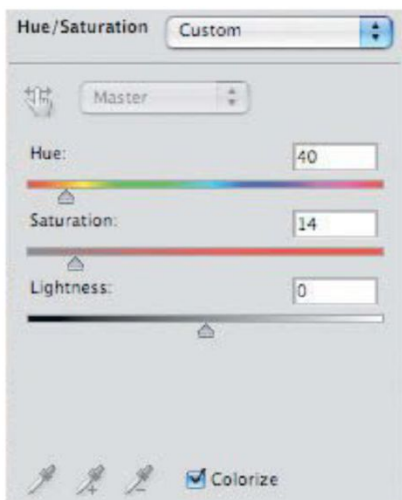 Hue/Saturation Custom
Master
Hue: 40
Saturation: 14
Lightness: 0
Colorize